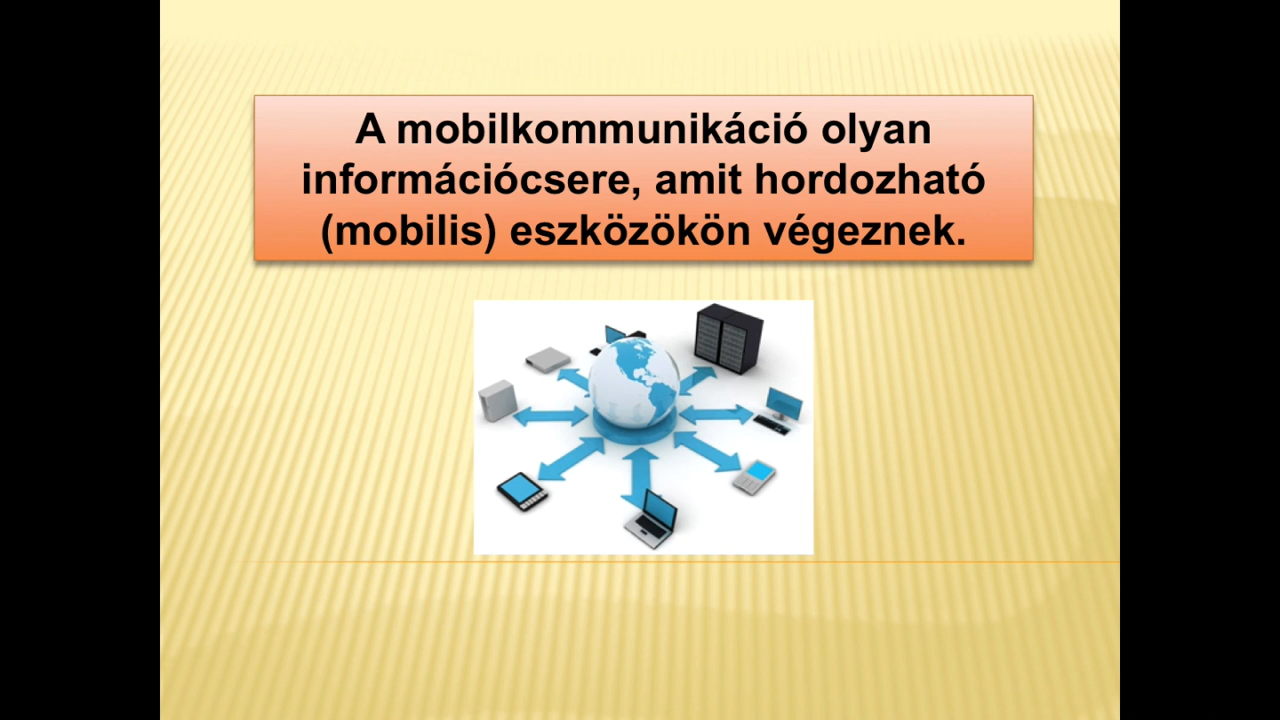 A mobilkommunikáció olyan
információcsere, amit hordozható
(mobilis) eszközökön végeznek.